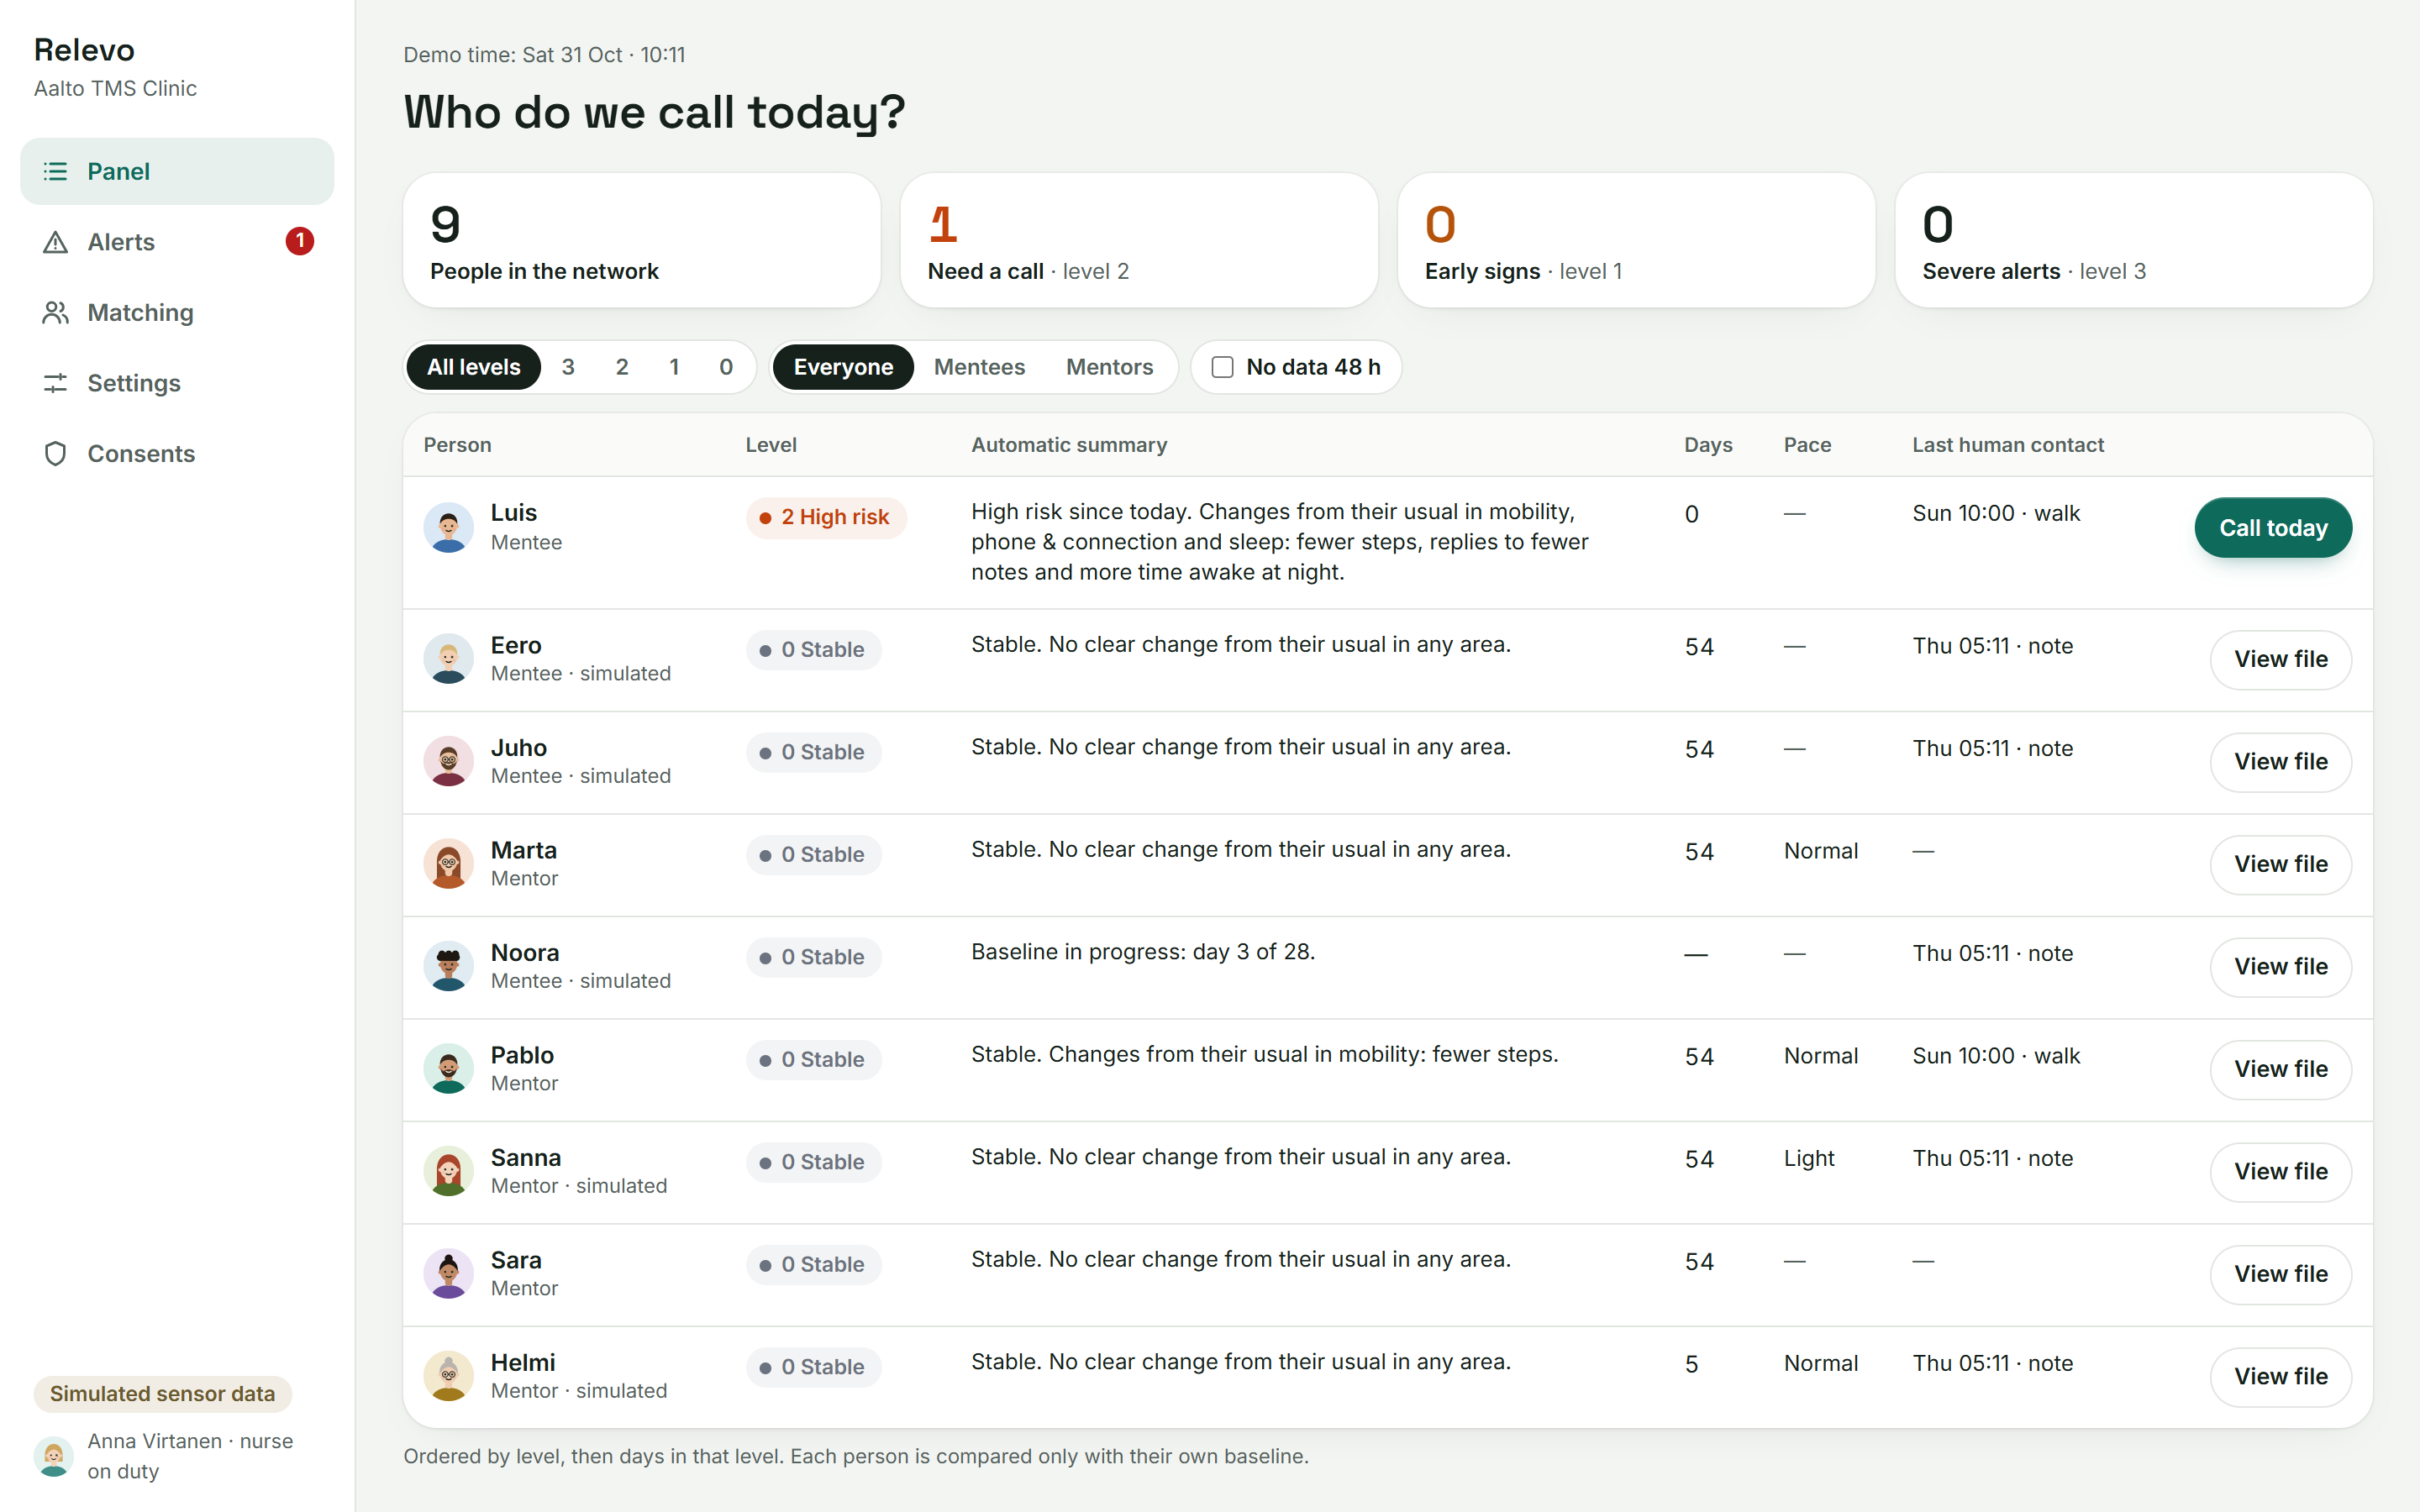 Relevo
Aalto TMS Clinic
Panel
Alerts
1
Matching
Settings
Consents
Simulated sensor data
Anna Virtanen · nurse
on duty
Demo time: Sat 31 Oct · 10:11
Who do we call today?
9
People in the network
1
Need a call · level 2
0
Early signs · level 1
0
Severe alerts · level 3
All levels 3 2 1 0
Everyone Mentees Mentors
No data 48 h
Person Level Automatic summary Days Pace Last human contact
Luis
Mentee
2 High risk
High risk since today. Changes from their usual in mobility,
phone & connection and sleep: fewer steps, replies to fewer
notes and more time awake at night.
0
—
Sun 10:00 · walk
Call today
Eero
Mentee · simulated
0 Stable
Stable. No clear change from their usual in any area.
54
—
Thu 05:11 · note
View file
Juho
Mentee · simulated
0 Stable
Stable. No clear change from their usual in any area.
54
—
Thu 05:11 · note
View file
Marta
Mentor
0 Stable
Stable. No clear change from their usual in any area.
54
Normal
—
View file
Noora
Mentee · simulated
0 Stable
Baseline in progress: day 3 of 28.
—
—
Thu 05:11 · note
View file
Pablo
Mentor
0 Stable
Stable. Changes from their usual in mobility: fewer steps.
54
Normal
Sun 10:00 · walk
View file
Sanna
Mentor · simulated
0 Stable
Stable. No clear change from their usual in any area.
54
Light
Thu 05:11 · note
View file
Sara
Mentor
0 Stable
Stable. No clear change from their usual in any area.
54
—
—
View file
Helmi
Mentor · simulated
0 Stable
Stable. No clear change from their usual in any area.
5
Normal
Thu 05:11 · note
View file
Ordered by level, then days in that level. Each person is compared only with their own baseline.